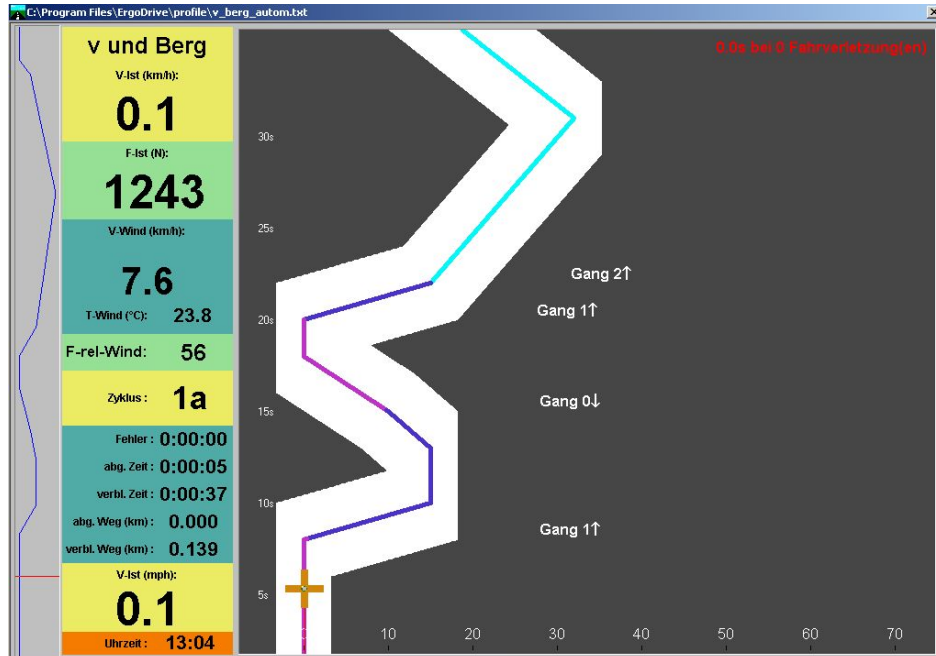 C:\Program Files\ErgoDrive\profile\v_berg_autom.txt
v und Berg
V-Ist (km/h):
0.1
F-Ist (N):
1243
V-Wind (km/h):
7.6
T-Wind (°C): 23.8
F-rel-Wind: 56
Zyklus : 1a
Fehler : 0:00:00
abg. Zeit : 0:00:05
verbl. Zeit : 0:00:37
abg. Weg (km) : 0.000
verbl. Weg (km) : 0.139
V-Ist (mph):
0.1
Uhrzeit : 13:04
0.0s bei 0 Fahrverletzung(en)
30s
25s
Gang 2↑
20s
Gang 1↑
15s
Gang 0↓
10s
Gang 1↑
5s
0 10 20 30 40 50 60 70